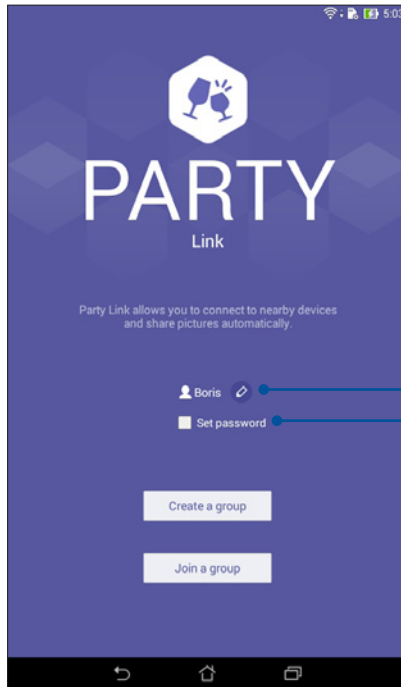 5:03
PARTY
Link
Party Link allows you to connect to nearby devices
and share pictures automatically.
Boris
Set password
Create a group
Join a group